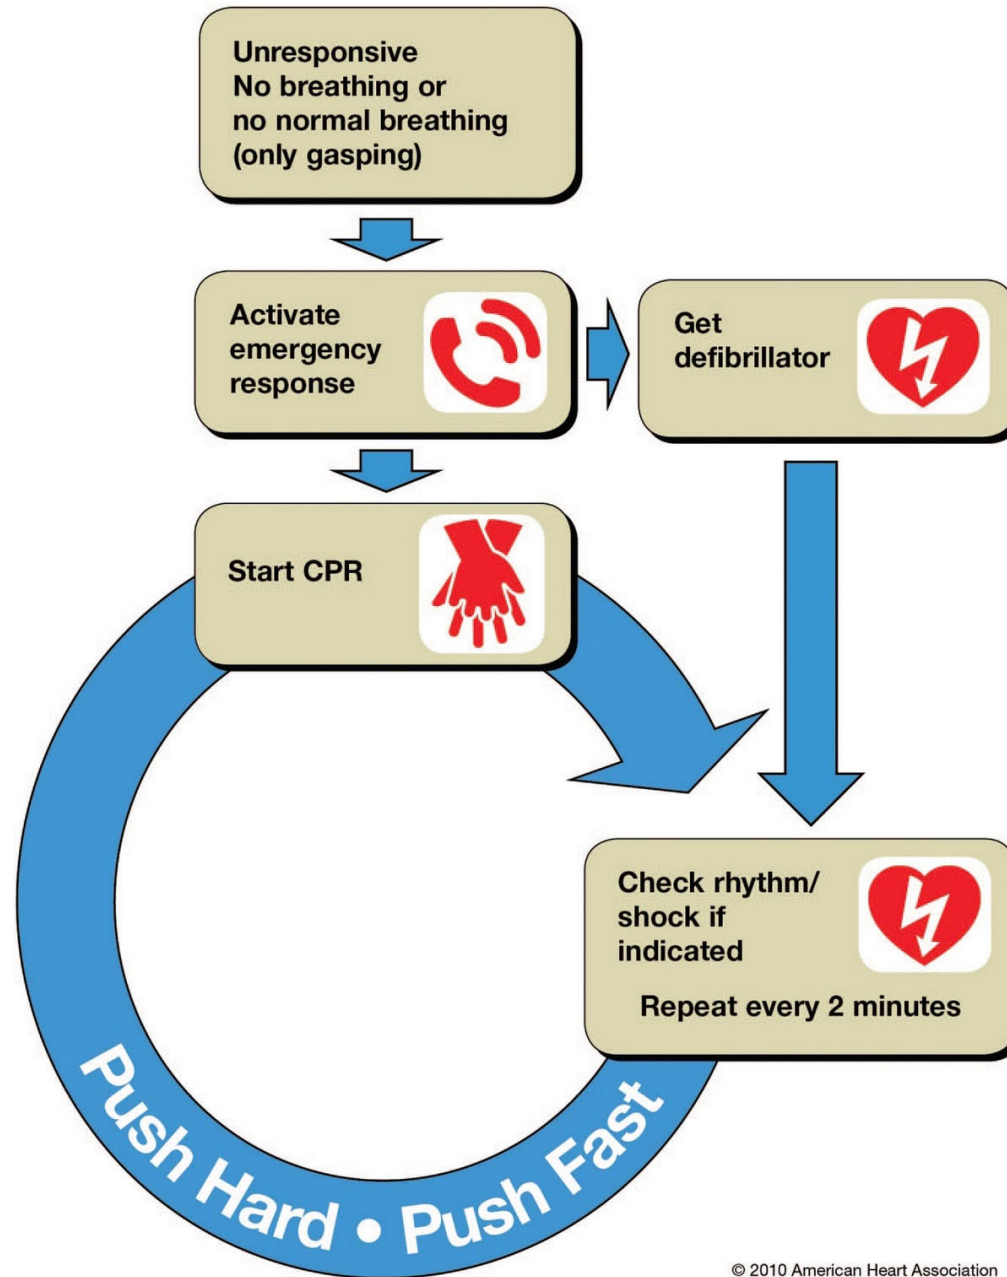 Unresponsive
No breathing or
no normal breathing
(only gasping)
Activate
emergency
response
Get
defibrillator
Start CPR
Check rhythm/
shock if
indicated
Repeat every 2 minutes
Push Hard • Push Fast
© 2010 American Heart Association